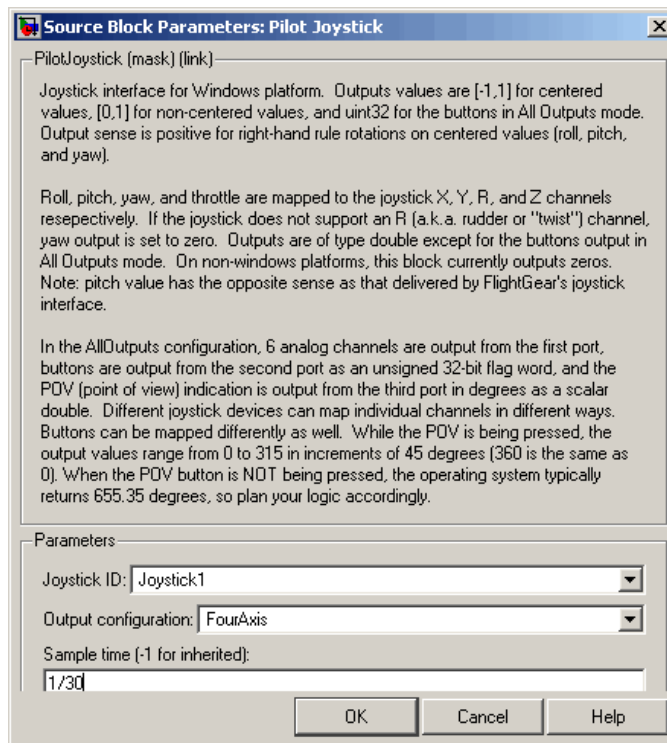 Source Block Parameters: Pilot Joystick
PilotJoystick (mask) (link)
Joystick interface for Windows platform.  Outputs values are [-1,1] for centered
values, [0,1] for non-centered values, and uint32 for the buttons in All Outputs mode.
Output sense is positive for right-hand rule rotations on centered values (roll, pitch,
and yaw).
Roll, pitch, yaw, and throttle are mapped to the joystick X, Y, R, and Z channels
resepectively.  If the joystick does not support an R (a.k.a. rudder or "twist") channel,
yaw output is set to zero.  Outputs are of type double except for the buttons output in
All Outputs mode.  On non-windows platforms, this block currently outputs zeros.
Note: pitch value has the opposite sense as that delivered by FlightGear's joystick
interface.
In the AllOutputs configuration, 6 analog channels are output from the first port,
buttons are output from the second port as an unsigned 32-bit flag word, and the
POV (point of view) indication is output from the third port in degrees as a scalar
double.  Different joystick devices can map individual channels in different ways.
Buttons can be mapped differently as well.  While the POV is being pressed, the
output values range from 0 to 315 in increments of 45 degrees (360 is the same as
0). When the POV button is NOT being pressed, the operating system typically
returns 655.35 degrees, so plan your logic accordingly.
Parameters
Joystick ID: Joystick1
Output configuration: FourAxis
Sample time (-1 for inherited):
1/30
OK Cancel Help